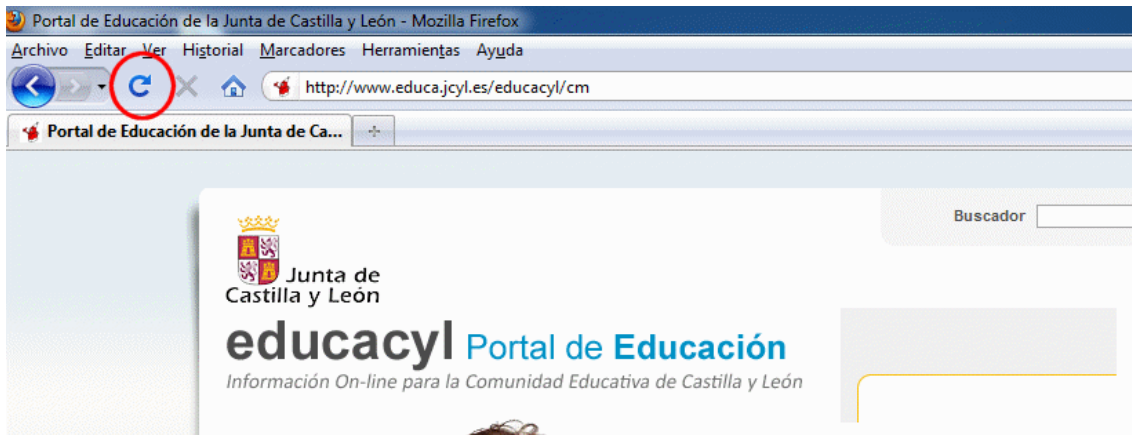 Portal de Educación de la Junta de Castilla y León - Mozilla Firefox
Archivo Editar Ver Historial Marcadores Herramientas Ayuda
http://www.educa.jcyl.es/educacyl/cm
Portal de Educación de la Junta de Ca...
Buscador
Junta de
Castilla y León
educacyl Portal de Educación
Información On-line para la Comunidad Educativa de Castilla y León